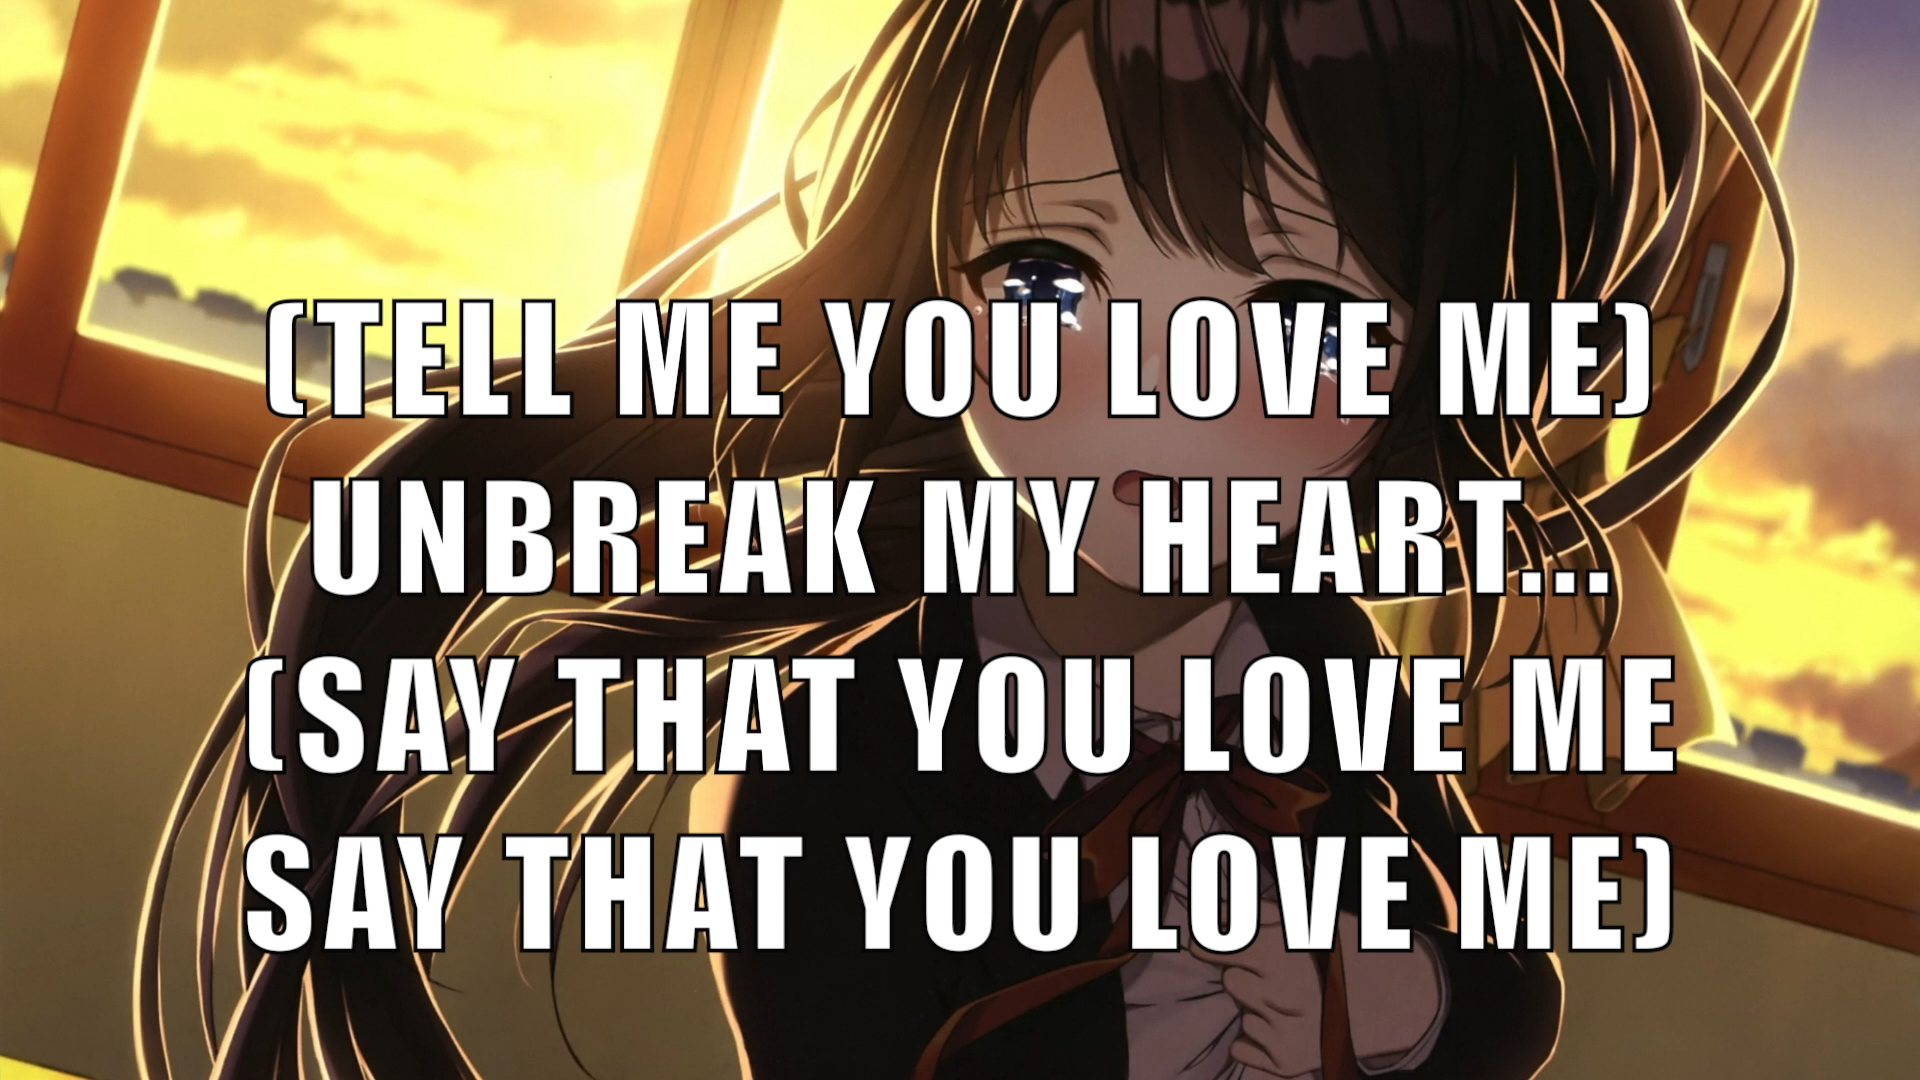 (TELL ME YOU LOVE ME)
UNBREAK MY HEART...
(SAY THAT YOU LOVE ME
SAY THAT YOU LOVE ME)